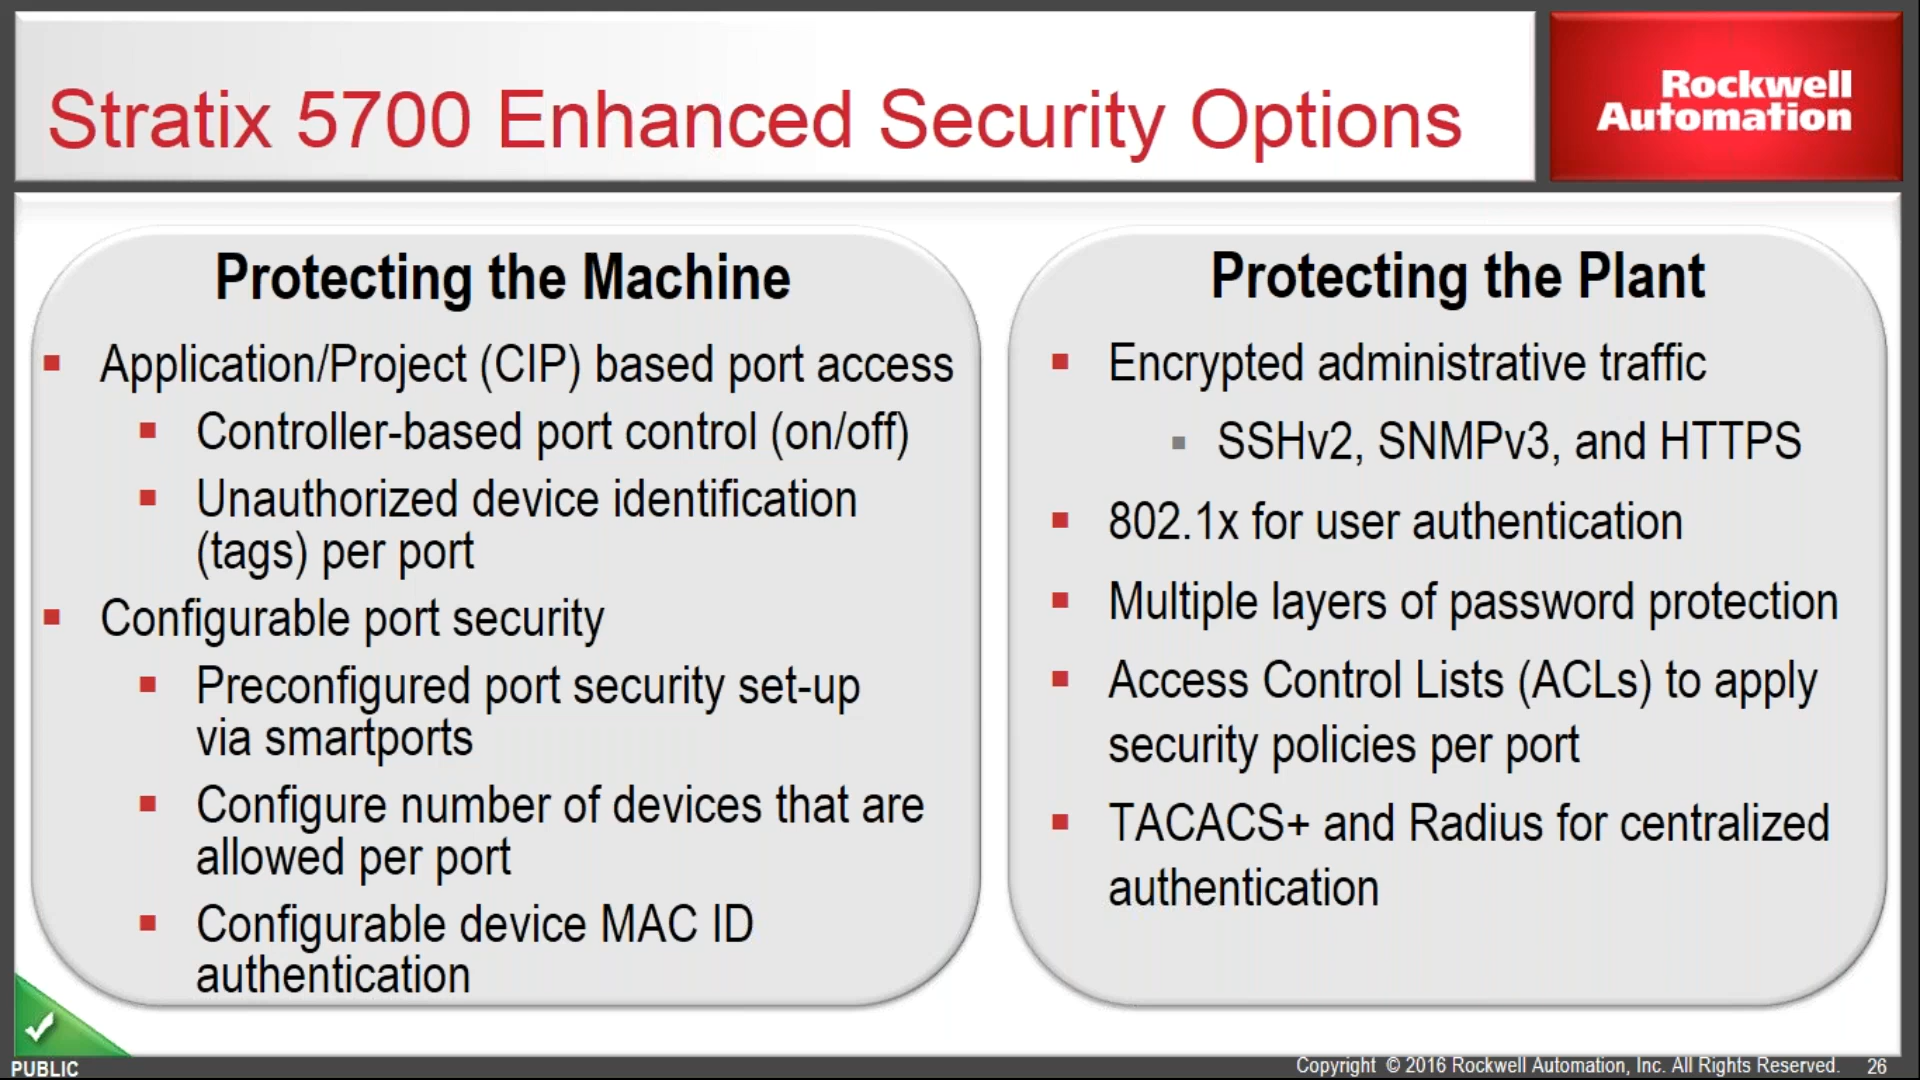 Stratix 5700 Enhanced Security Options
Rockwell
Automation
Protecting the Machine
Application/Project (CIP) based port access
Controller-based port control (on/off)
Unauthorized device identification
(tags) per port
Configurable port security
Preconfigured port security set-up
via smartports
Configure number of devices that are
allowed per port
Configurable device MAC ID
authentication
Protecting the Plant
Encrypted administrative traffic
SSHv2, SNMPv3, and HTTPS
802.1x for user authentication
Multiple layers of password protection
Access Control Lists (ACLs) to apply
security policies per port
TACACS+ and Radius for centralized
authentication
PUBLIC
Copyright © 2016 Rockwell Automation, Inc. All Rights Reserved. 26